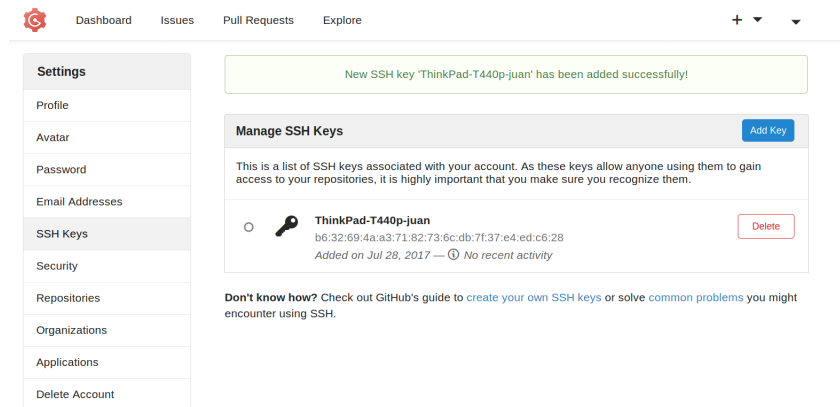 Dashboard Issues Pull Requests Explore
Settings
Profile
Avatar
Password
Email Addresses
SSH Keys
Security
Repositories
Organizations
Applications
Delete Account
New SSH key 'ThinkPad-T440p-juan' has been added successfully!
Manage SSH Keys Add Key
This is a list of SSH keys associated with your account. As these keys allow anyone using them to gain
access to your repositories, it is highly important that you make sure you recognize them.
ThinkPad-T440p-juan
b6:32:69:4a:a3:71:82:73:6c:db:7f:37:e4:ed:c6:28
Added on Jul 28, 2017 — No recent activity
Delete
Don't know how? Check out GitHub's guide to create your own SSH keys or solve common problems you might
encounter using SSH.